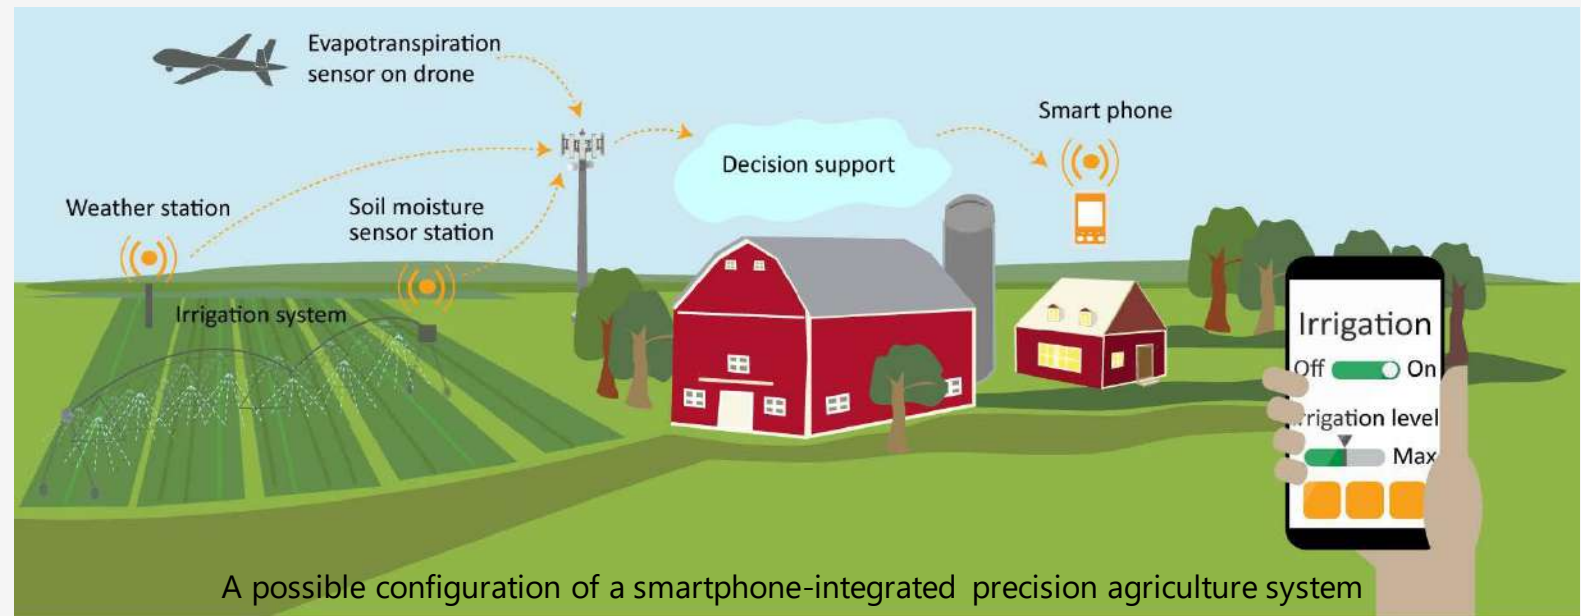 Evapotranspiration
sensor on drone
Smart phone
Decision support
Weather station
Soil moisture
sensor station
Irrigation system
Irrigation
Off On
rrigation level
Max
A possible configuration of a smartphone-integrated precision agriculture system